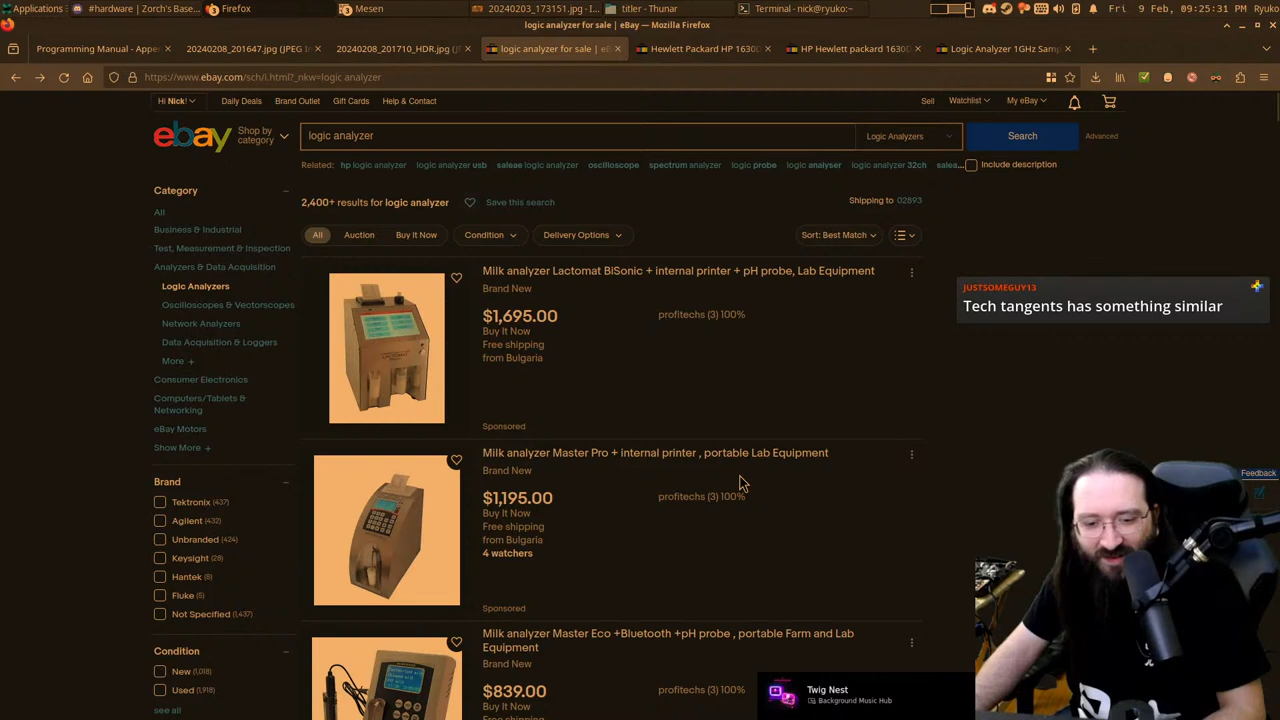 Applications
#hardware | Zorch's Base...
Firefox
Mesen
20240203_173151.jpg - I...
titler - Thunar
Terminal - nick@ryuko:~
Fri 9 Feb, 09:25:31 PM Ryuko
logic analyzer for sale | eBay — Mozilla Firefox
Programming Manual - Apper
20240208_201647.jpg (JPEG In
20240208_201710_HDR.jpg (J
logic analyzer for sale | eB
Hewlett Packard HP 1630D
HP Hewlett packard 1630D
Logic Analyzer 1GHz Samp
https://www.ebay.com/sch/i.html?_nkw=logic analyzer
Hi Nick!
Daily Deals
Brand Outlet
Gift Cards
Help & Contact
Sell
Watchlist
My eBay
ebay
Shop by
category
logic analyzer
Logic Analyzers
Search
Advanced
Related:
hp logic analyzer
logic analyzer usb
saleae logic analyzer
oscilloscope
spectrum analyzer
logic probe
logic analyser
logic analyzer 32ch
salea...
Include description
Category
All
Business & Industrial
Test, Measurement & Inspection
Analyzers & Data Acquisition
Logic Analyzers
Oscilloscopes & Vectorscopes
Network Analyzers
Data Acquisition & Loggers
More +
Consumer Electronics
Computers/Tablets &
Networking
eBay Motors
Show More +
Brand
Tektronix (437)
Agilent (432)
Unbranded (424)
Keysight (28)
Hantek (8)
Fluke (5)
Not Specified (1,437)
Condition
New (1,018)
Used (1,918)
see all
2,400+ results for logic analyzer
Save this search
Shipping to 02893
All
Auction
Buy It Now
Condition
Delivery Options
Sort: Best Match
Milk analyzer Lactomat BiSonic + internal printer + pH probe, Lab Equipment
Brand New
$1,695.00
profitechs (3) 100%
Buy It Now
Free shipping
from Bulgaria
Sponsored
Milk analyzer Master Pro + internal printer , portable Lab Equipment
Brand New
$1,195.00
profitechs (3) 100%
Buy It Now
Free shipping
from Bulgaria
4 watchers
Sponsored
Milk analyzer Master Eco +Bluetooth +pH probe , portable Farm and Lab
Equipment
Brand New
$839.00
profitechs (3) 100%
JUSTSOMEGUY13
Tech tangents has something similar
Feedback
Twig Nest
Background Music Hub